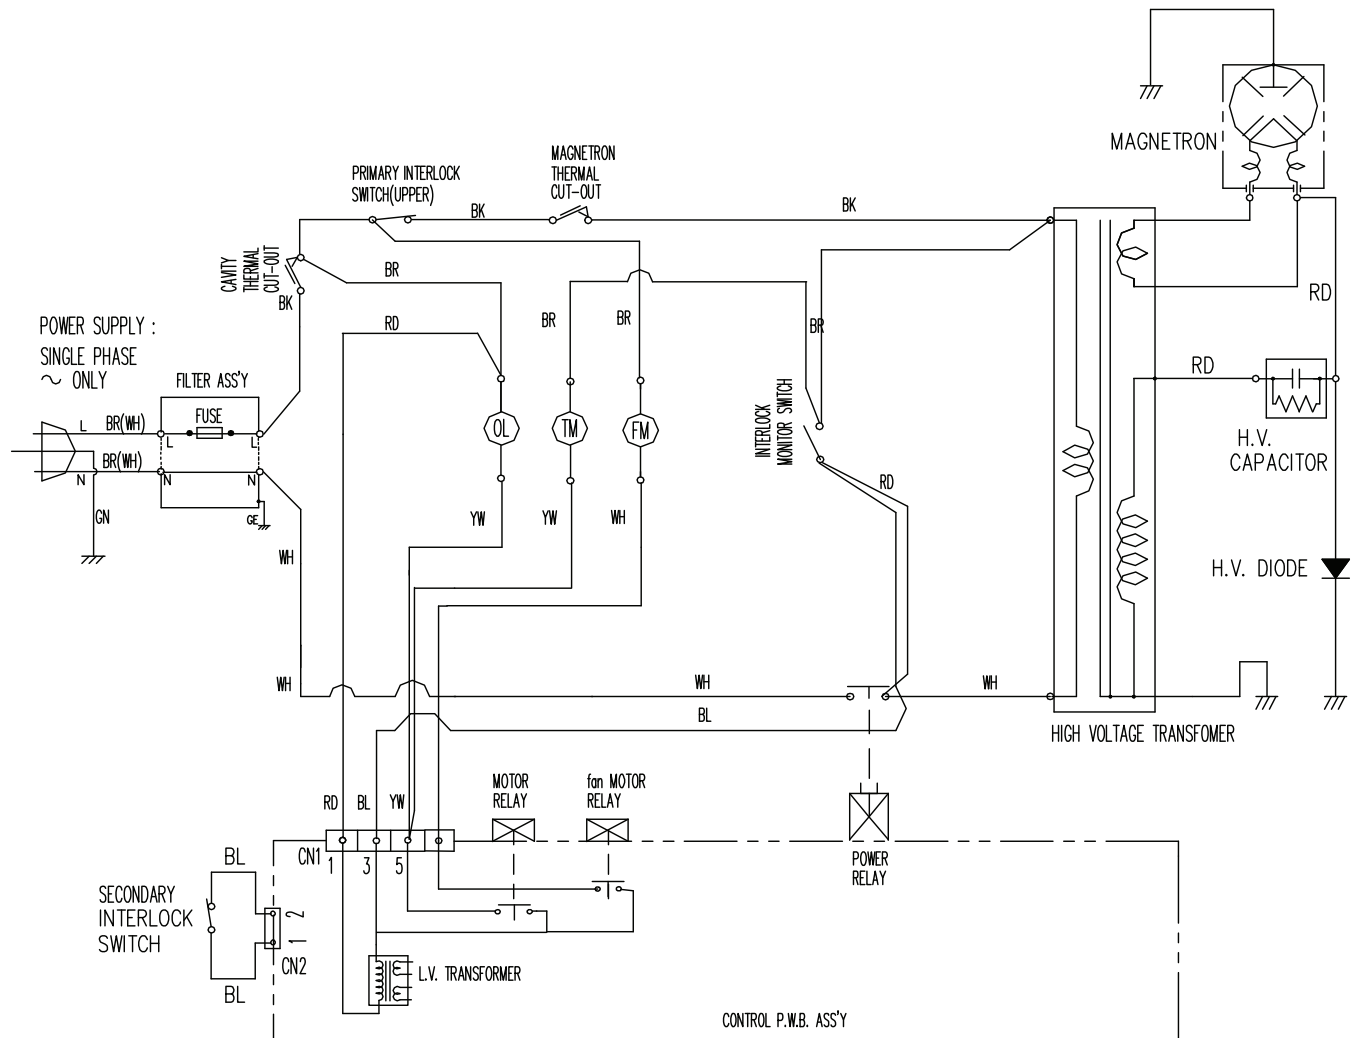 MAGNETRON
MAGNETRON
THERMAL
CUT-OUT
PRIMARY INTERLOCK
SWITCH(UPPER)
BK
BK
CAVITY
THERMAL
CUT-OUT
BK
BR
RD
BR
BR
BR
RD
POWER SUPPLY :
SINGLE PHASE
~ ONLY
FILTER ASS'Y
FUSE
L
BR(WH)
L
L
BR(WH)
N
N
N
GN
GE
OL
TM
FM
INTERLOCK
MONITOR SWITCH
RD
RD
H.V.
CAPACITOR
YW
YW
WH
WH
H.V. DIODE
WH
WH
WH
BL
HIGH VOLTAGE TRANSFOMER
RD
BL
YW
MOTOR
RELAY
fan MOTOR
RELAY
CN1
1
3
5
POWER
RELAY
BL
SECONDARY
INTERLOCK
SWITCH
2
1
CN2
BL
L.V. TRANSFORMER
CONTROL P.W.B. ASS'Y